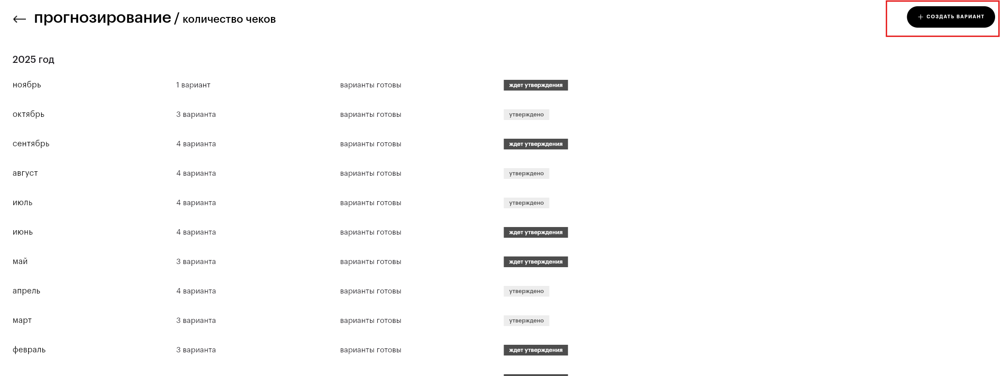 ← прогнозирование / количество чеков
+ СОЗДАТЬ ВАРИАНТ
2025 год
ноябрь 1 вариант варианты готовы ждет утверждения
октябрь 3 варианта варианты готовы утверждено
сентябрь 4 варианта варианты готовы ждет утверждения
август 4 варианта варианты готовы утверждено
июль 4 варианта варианты готовы утверждено
июнь 4 варианта варианты готовы ждет утверждения
май 3 варианта варианты готовы ждет утверждения
апрель 4 варианта варианты готовы утверждено
март 3 варианта варианты готовы утверждено
февраль 3 варианта варианты готовы ждет утверждения